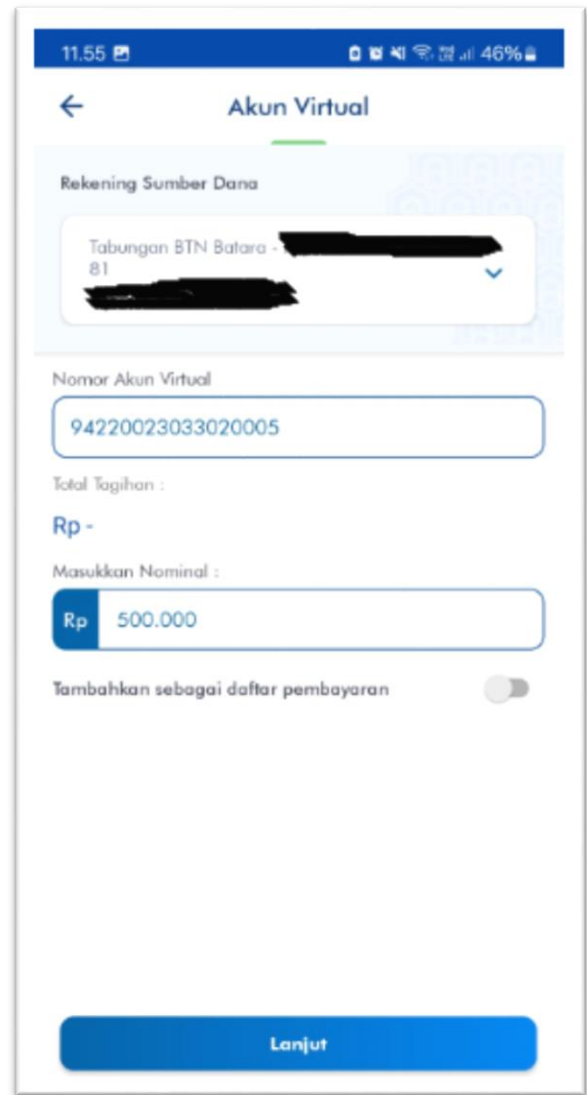 11.55 46%
Akun Virtual
Rekening Sumber Dana
Tabungan BTN Batara -
81
Nomor Akun Virtual
94220023033020005
Total Tagihan :
Rp -
Masukkan Nominal :
Rp 500.000
Tambahkan sebagai daftar pembayaran
Lanjut